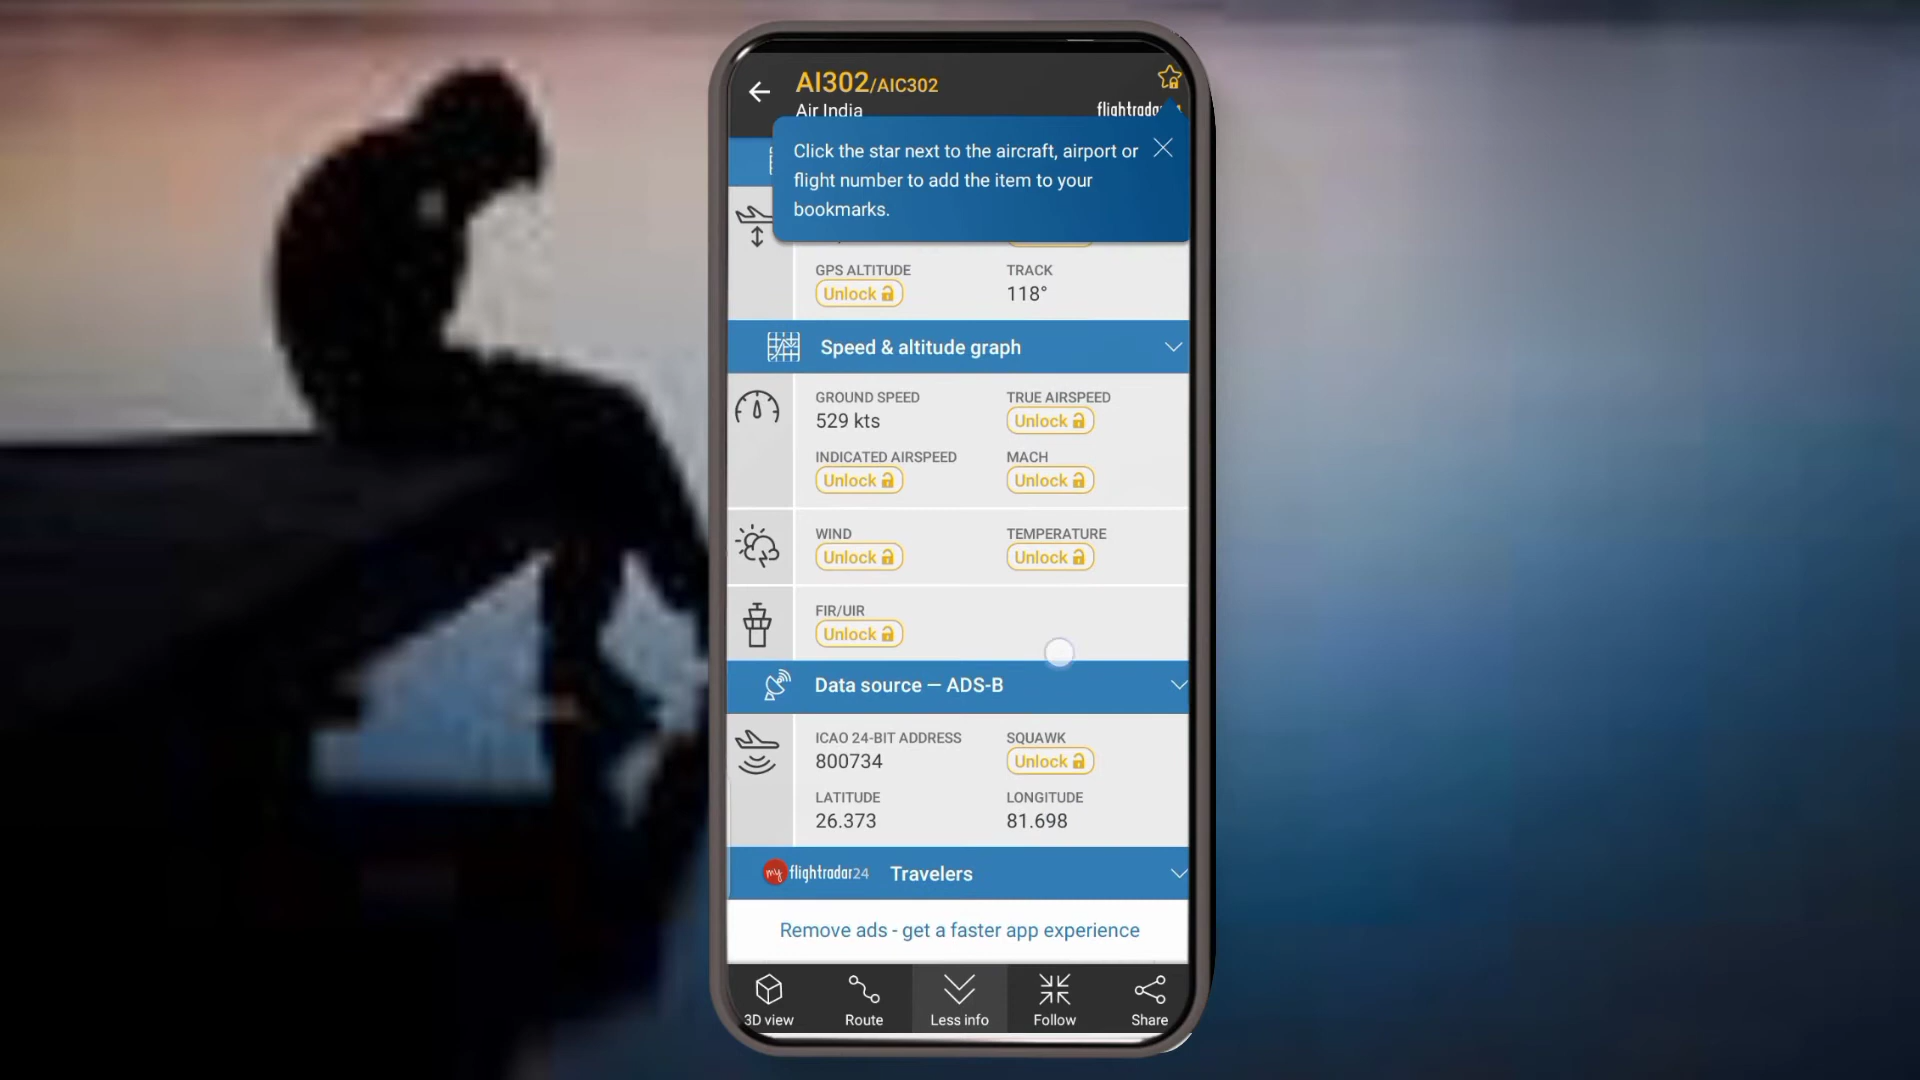 AI302/AIC302
Air India
flightradar
Click the star next to the aircraft, airport or
flight number to add the item to your
bookmarks.
GPS ALTITUDE TRACK
Unlock 118°
Speed & altitude graph
GROUND SPEED TRUE AIRSPEED
529 kts Unlock
INDICATED AIRSPEED MACH
Unlock Unlock
WIND TEMPERATURE
Unlock Unlock
FIR/UIR
Unlock
Data source — ADS-B
ICAO 24-BIT ADDRESS SQUAWK
800734 Unlock
LATITUDE LONGITUDE
26.373 81.698
my flightradar24 Travelers
Remove ads - get a faster app experience
3D view Route Less info Follow Share